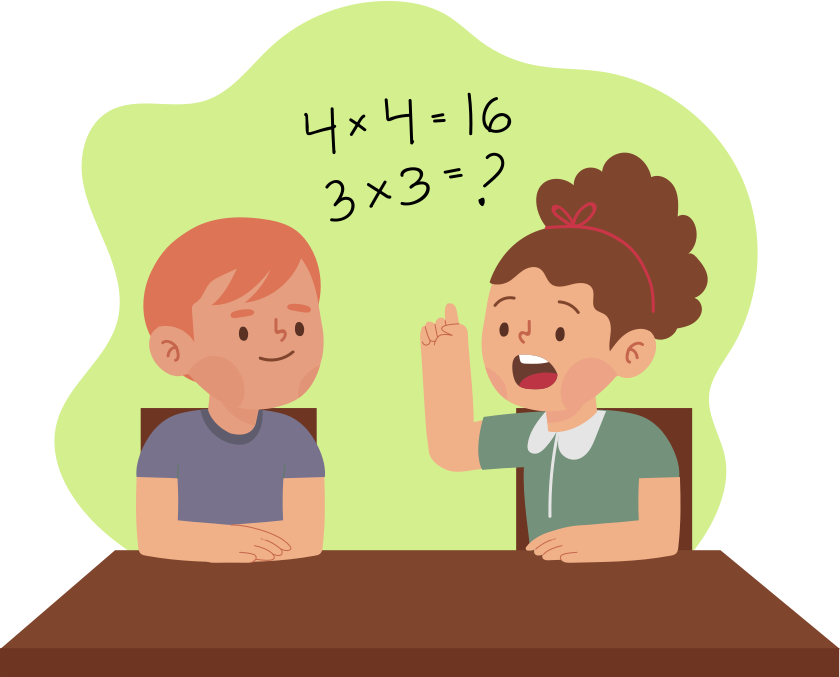 4 × 4 = 16
3 × 3 = ?